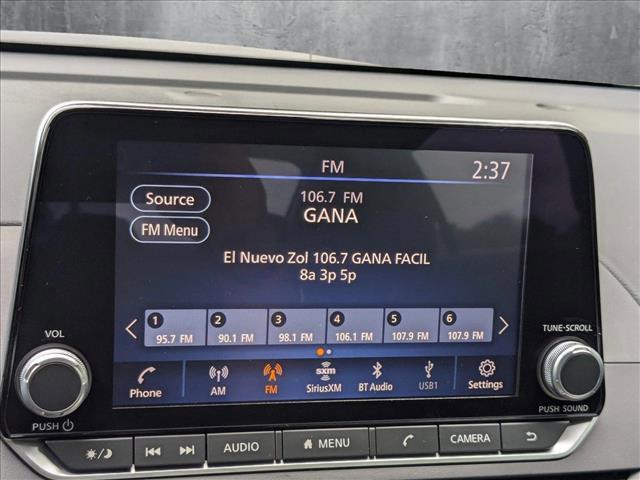 FM
2:37
Source
106.7 FM
GANA
FM Menu
El Nuevo Zol 106.7 GANA FACIL
8a 3p 5p
1 2 3 4 5 6
95.7 FM 90.1 FM 98.1 FM 106.1 FM 107.9 FM 107.9 FM
Phone AM FM sxm SiriusXM BT Audio USB1 Settings
VOL
PUSH
TUNE-SCROLL
PUSH SOUND
AUDIO MENU CAMERA